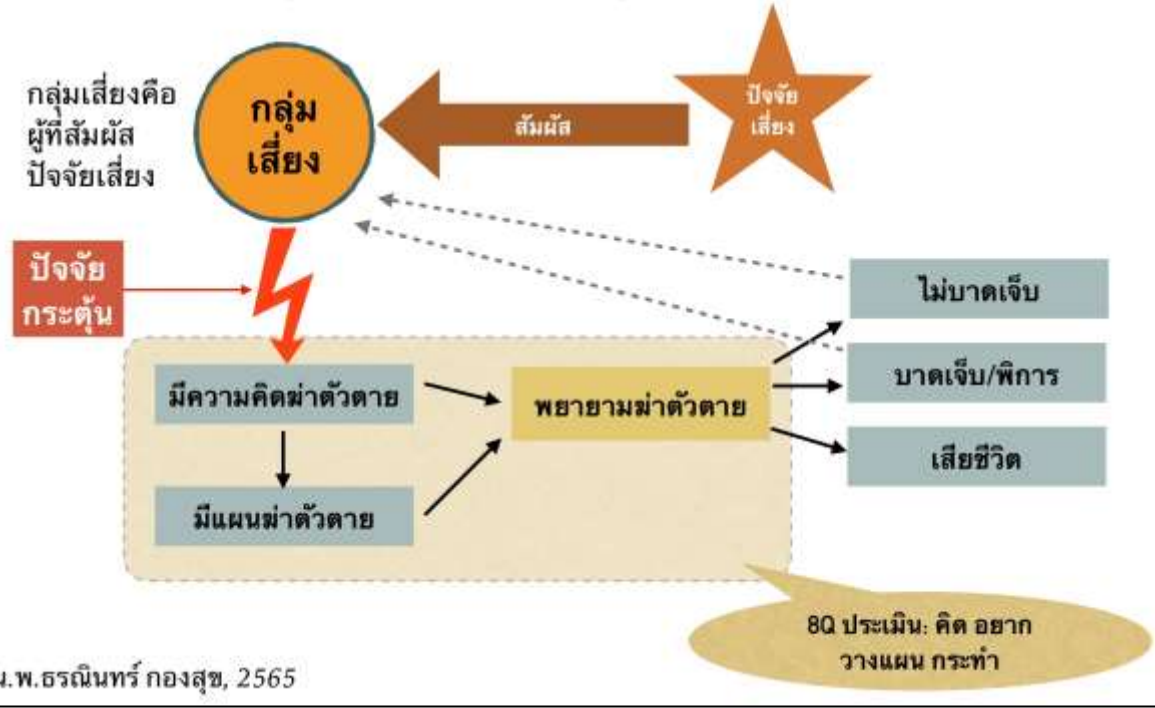 กลุ่มเสี่ยงคือ
ผู้ที่สัมผัส
ปัจจัยเสี่ยง
กลุ่ม
เสี่ยง
สัมผัส
ปัจจัย
เสี่ยง
ปัจจัย
กระตุ้น
มีความคิดฆ่าตัวตาย
มีแผนฆ่าตัวตาย
พยายามฆ่าตัวตาย
ไม่บาดเจ็บ
บาดเจ็บ/พิการ
เสียชีวิต
8Q ประเมิน: คิด อยาก
วางแผน กระทำ
น.พ.ธรณินทร์ กองสุข, 2565